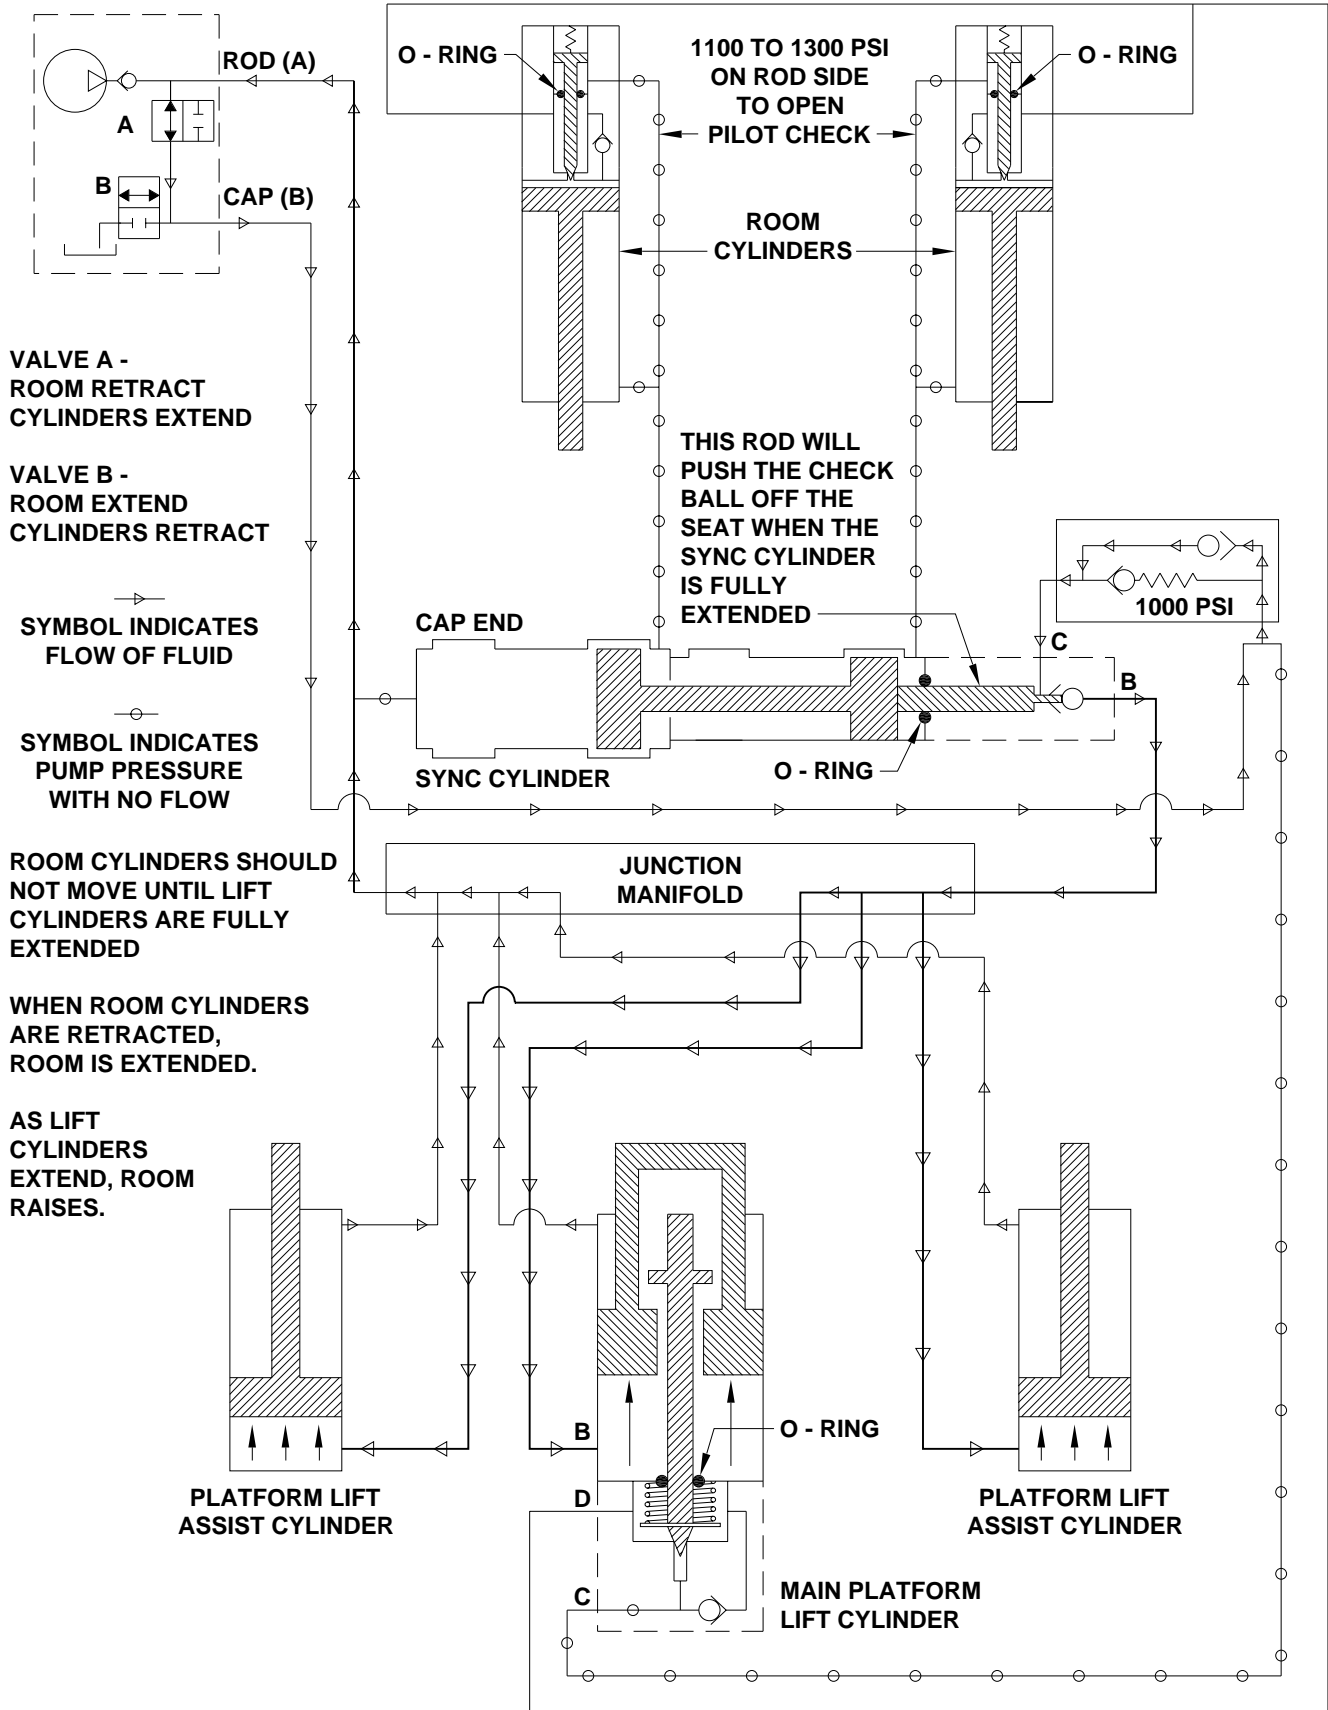 ROD (A)
A
B
CAP (B)
O - RING
1100 TO 1300 PSI
ON ROD SIDE
TO OPEN
PILOT CHECK
O - RING
ROOM
CYLINDERS
VALVE A -
ROOM RETRACT
CYLINDERS EXTEND
VALVE B -
ROOM EXTEND
CYLINDERS RETRACT
SYMBOL INDICATES
FLOW OF FLUID
SYMBOL INDICATES
PUMP PRESSURE
WITH NO FLOW
THIS ROD WILL
PUSH THE CHECK
BALL OFF THE
SEAT WHEN THE
SYNC CYLINDER
IS FULLY
EXTENDED
1000 PSI
CAP END
C
B
SYNC CYLINDER
O - RING
ROOM CYLINDERS SHOULD
NOT MOVE UNTIL LIFT
CYLINDERS ARE FULLY
EXTENDED
WHEN ROOM CYLINDERS
ARE RETRACTED,
ROOM IS EXTENDED.
AS LIFT
CYLINDERS
EXTEND, ROOM
RAISES.
JUNCTION
MANIFOLD
B
O - RING
D
C
PLATFORM LIFT
ASSIST CYLINDER
MAIN PLATFORM
LIFT CYLINDER
PLATFORM LIFT
ASSIST CYLINDER